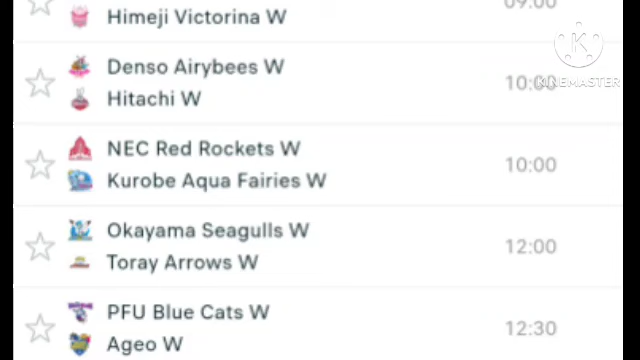 Himeji Victorina W
09:00
Denso Airybees W
Hitachi W
10:00
NEC Red Rockets W
Kurobe Aqua Fairies W
10:00
Okayama Seagulls W
Toray Arrows W
12:00
PFU Blue Cats W
Ageo W
12:30
K
KINEMASTER